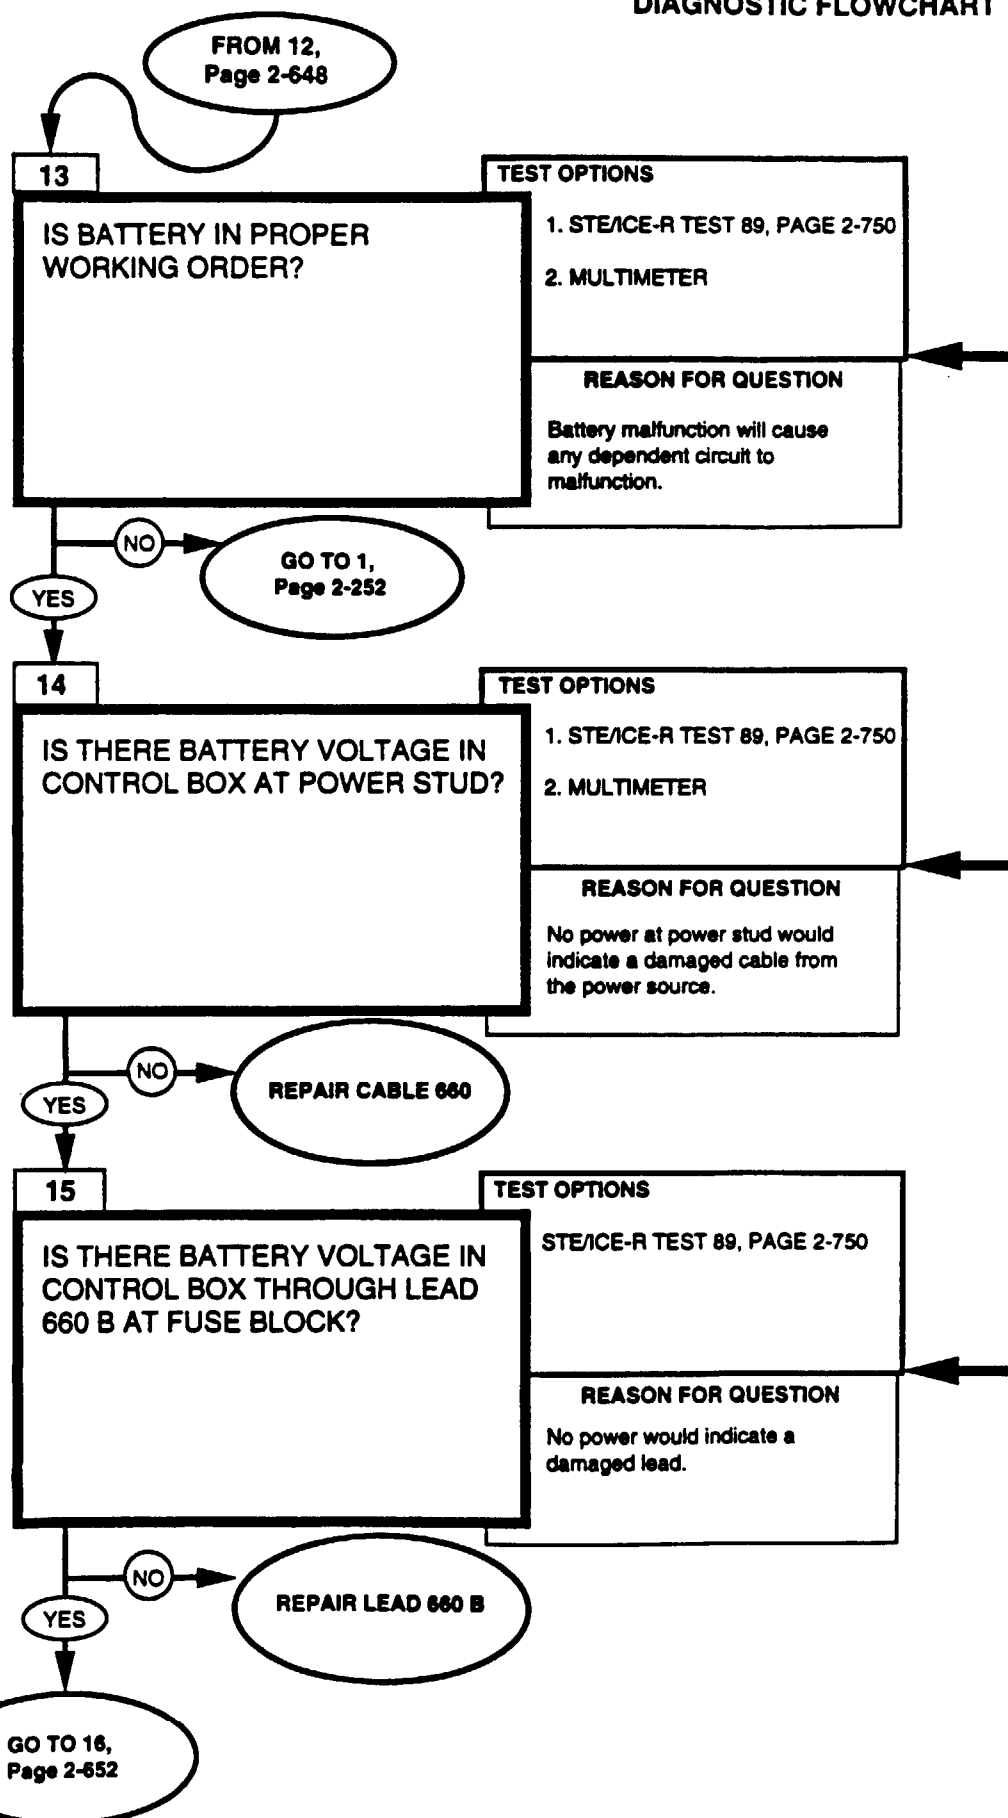 DIAGNOSTIC FLOWCHART
FROM 12,
Page 2-648
13
IS BATTERY IN PROPER
WORKING ORDER?
TEST OPTIONS
1. STE/ICE-R TEST 89, PAGE 2-750
2. MULTIMETER
REASON FOR QUESTION
Battery malfunction will cause
any dependent circuit to
malfunction.
NO
GO TO 1,
Page 2-252
YES
14
IS THERE BATTERY VOLTAGE IN
CONTROL BOX AT POWER STUD?
TEST OPTIONS
1. STE/ICE-R TEST 89, PAGE 2-750
2. MULTIMETER
REASON FOR QUESTION
No power at power stud would
indicate a damaged cable from
the power source.
NO
REPAIR CABLE 660
YES
15
IS THERE BATTERY VOLTAGE IN
CONTROL BOX THROUGH LEAD
660 B AT FUSE BLOCK?
TEST OPTIONS
STE/ICE-R TEST 89, PAGE 2-750
REASON FOR QUESTION
No power would indicate a
damaged lead.
NO
REPAIR LEAD 660 B
YES
GO TO 16,
Page 2-652